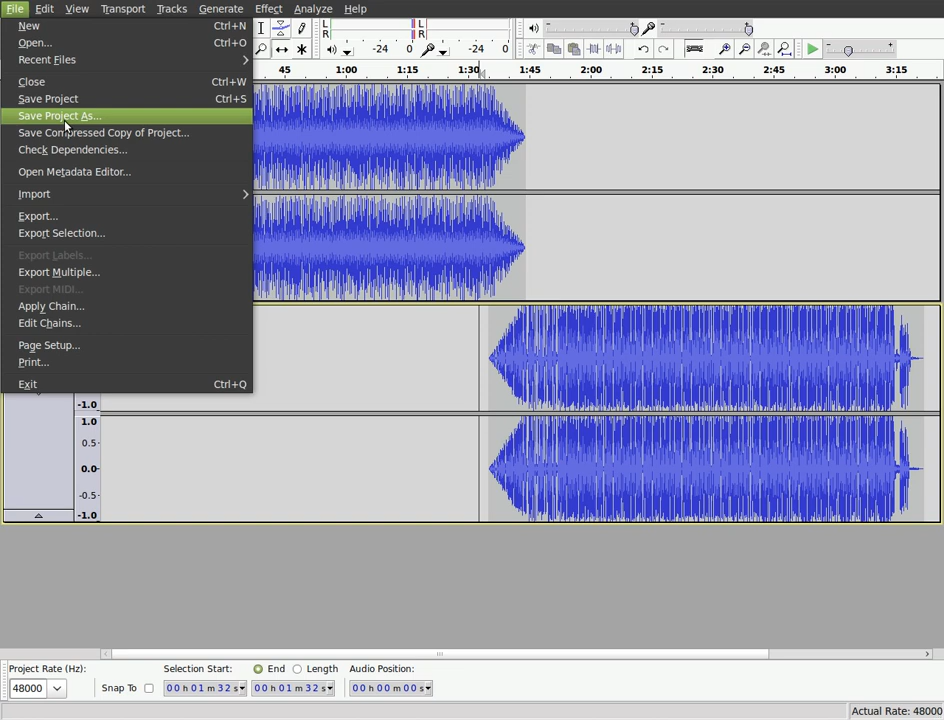 File Edit View Transport Tracks Generate Effect Analyze Help
New Ctrl+N
Open... Ctrl+O
Recent Files
Close Ctrl+W
Save Project Ctrl+S
Save Project As...
Save Compressed Copy of Project...
Check Dependencies...
Open Metadata Editor...
Import
Export...
Export Selection...
Export Labels...
Export Multiple...
Export MIDI...
Apply Chain...
Edit Chains...
Page Setup...
Print...
Exit Ctrl+Q
L
R
L
R
-24 0
-24 0
45 1:00 1:15 1:30 1:45 2:00 2:15 2:30 2:45 3:00 3:15
-1.0
1.0
0.5-
0.0-
-0.5-
-1.0
Project Rate (Hz): Selection Start: End Length Audio Position:
48000 Snap To 00 h 01 m 32 s 00 h 01 m 32 s 00 h 00 m 00 s
Actual Rate: 48000